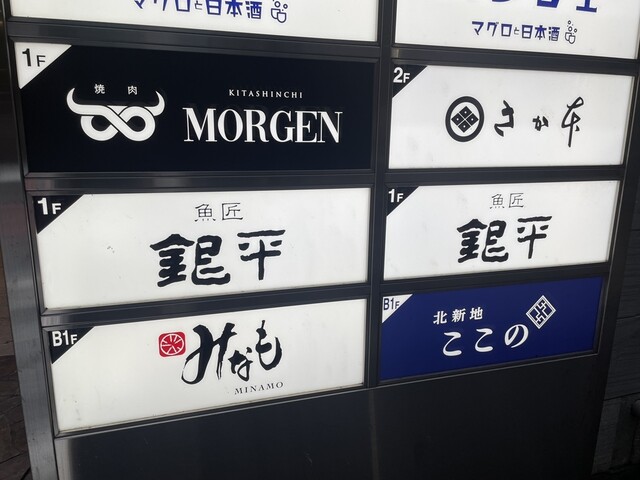 マグロと日本酒
マグロと日本酒
1F
焼肉
KITASHINCHI
MORGEN
2F
さか本
1F
魚匠
銀平
1F
魚匠
銀平
B1F
みなも
MINAMO
B1F
北新地
ここの